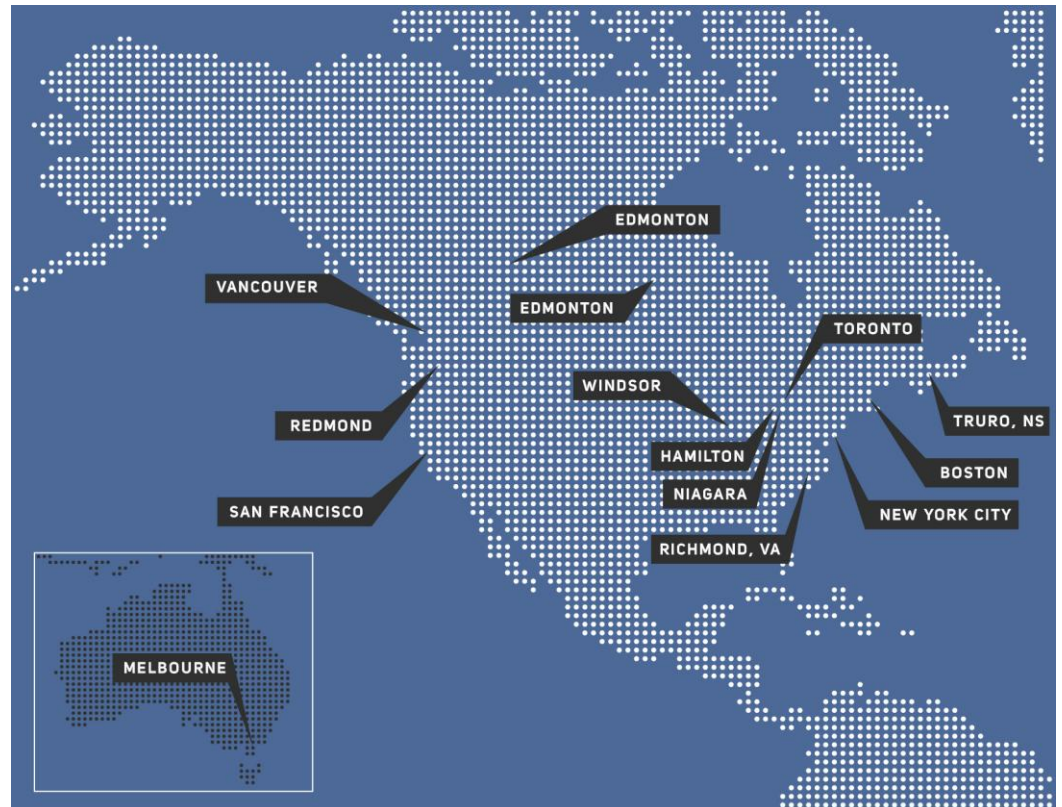 EDMONTON
VANCOUVER
EDMONTON
TORONTO
WINDSOR
REDMOND
TRURO, NS
HAMILTON
BOSTON
NIAGARA
SAN FRANCISCO
NEW YORK CITY
RICHMOND, VA
MELBOURNE